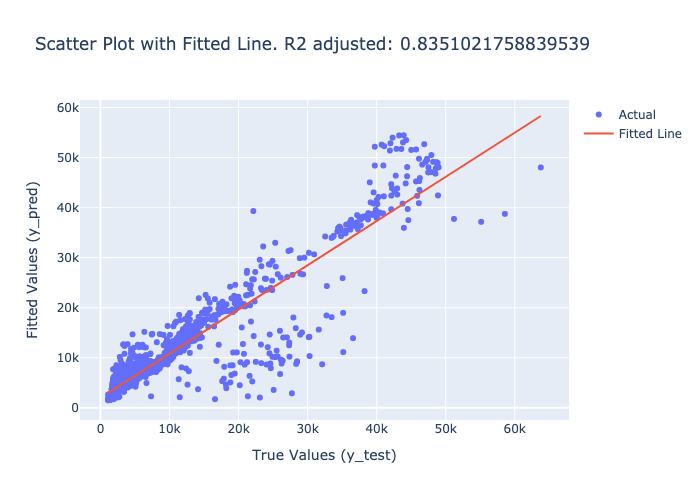 Scatter Plot with Fitted Line. R2 adjusted: 0.8351021758839539
60k
50k
40k
30k
20k
10k
0
Fitted Values (y_pred)
0
10k
20k
30k
40k
50k
60k
True Values (y_test)
Actual
Fitted Line